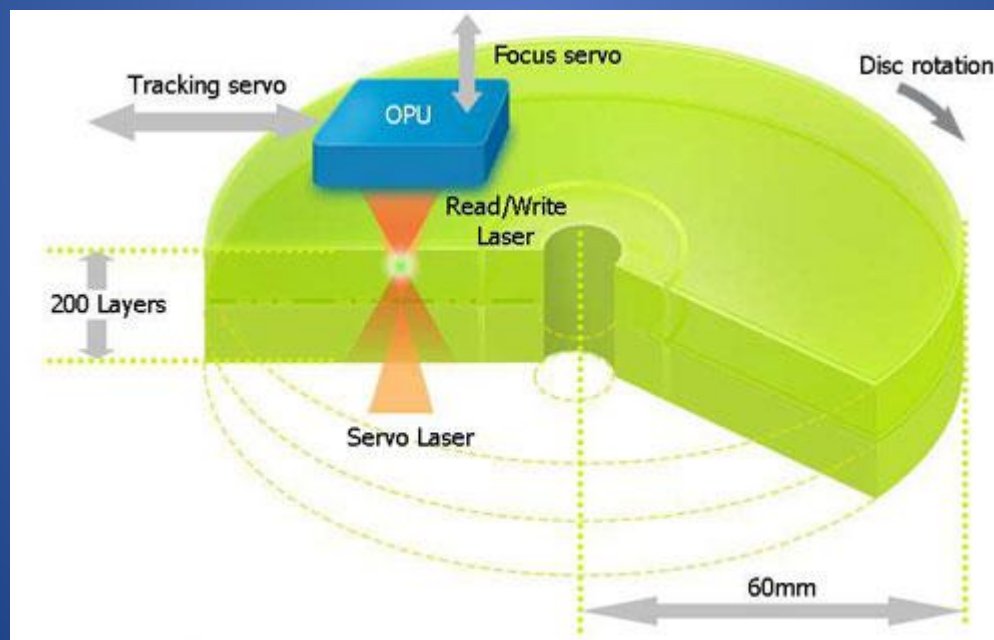 Focus servo
Disc rotation
Tracking servo
OPU
Read/Write
Laser
200 Layers
Servo Laser
60mm